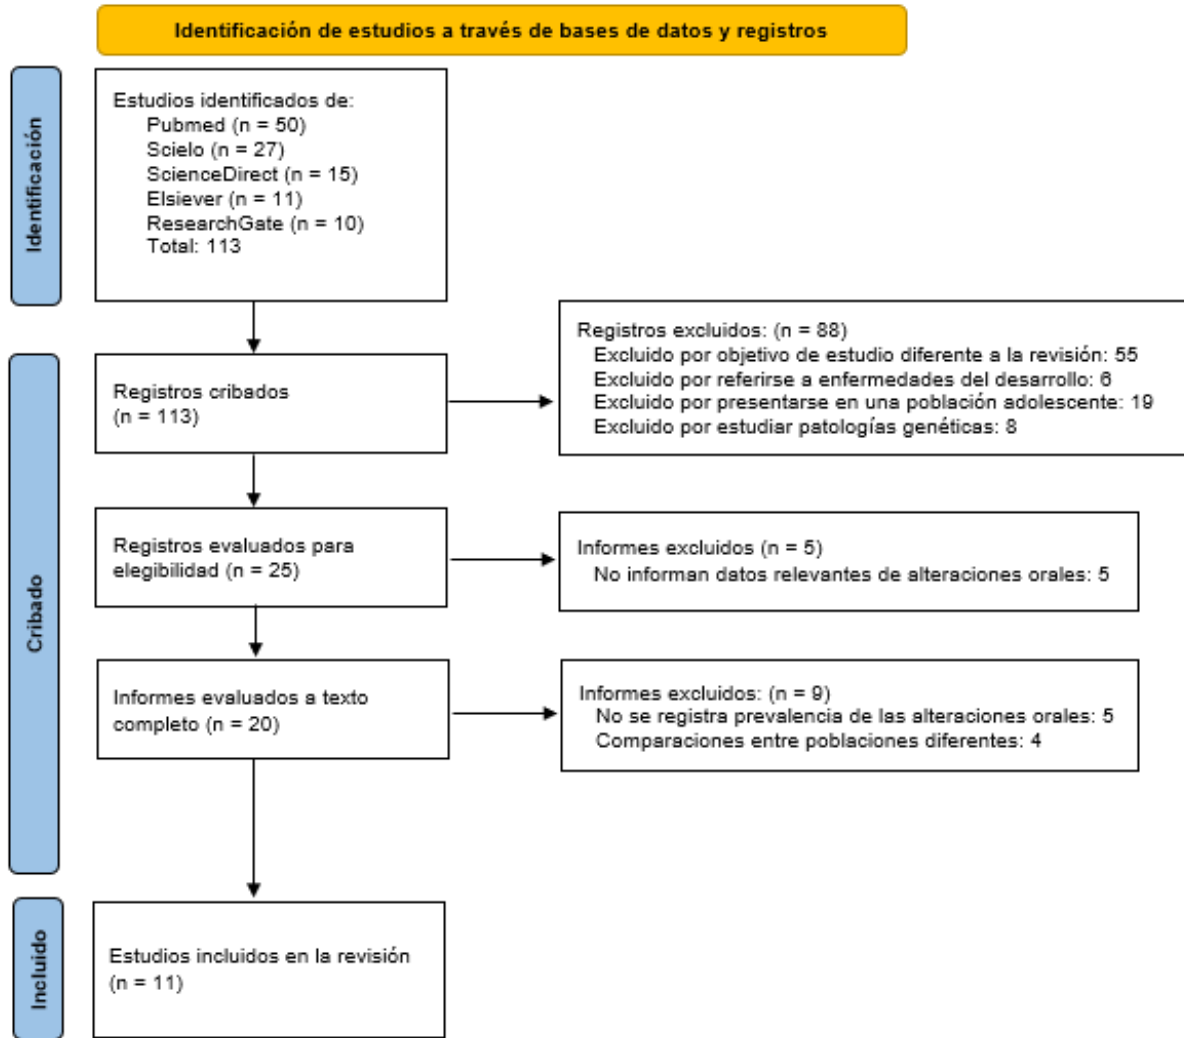 Identificación de estudios a través de bases de datos y registros
Identificación
Estudios identificados de:
Pubmed (n = 50)
Scielo (n = 27)
ScienceDirect (n = 15)
Elsiever (n = 11)
ResearchGate (n = 10)
Total: 113
Cribado
Registros cribados
(n = 113)
Registros excluidos: (n = 88)
Excluido por objetivo de estudio diferente a la revisión: 55
Excluido por referirse a enfermedades del desarrollo: 6
Excluido por presentarse en una población adolescente: 19
Excluido por estudiar patologías genéticas: 8
Registros evaluados para
elegibilidad (n = 25)
Informes excluidos (n = 5)
No informan datos relevantes de alteraciones orales: 5
Informes evaluados a texto
completo (n = 20)
Informes excluidos: (n = 9)
No se registra prevalencia de las alteraciones orales: 5
Comparaciones entre poblaciones diferentes: 4
Incluido
Estudios incluidos en la revisión
(n = 11)